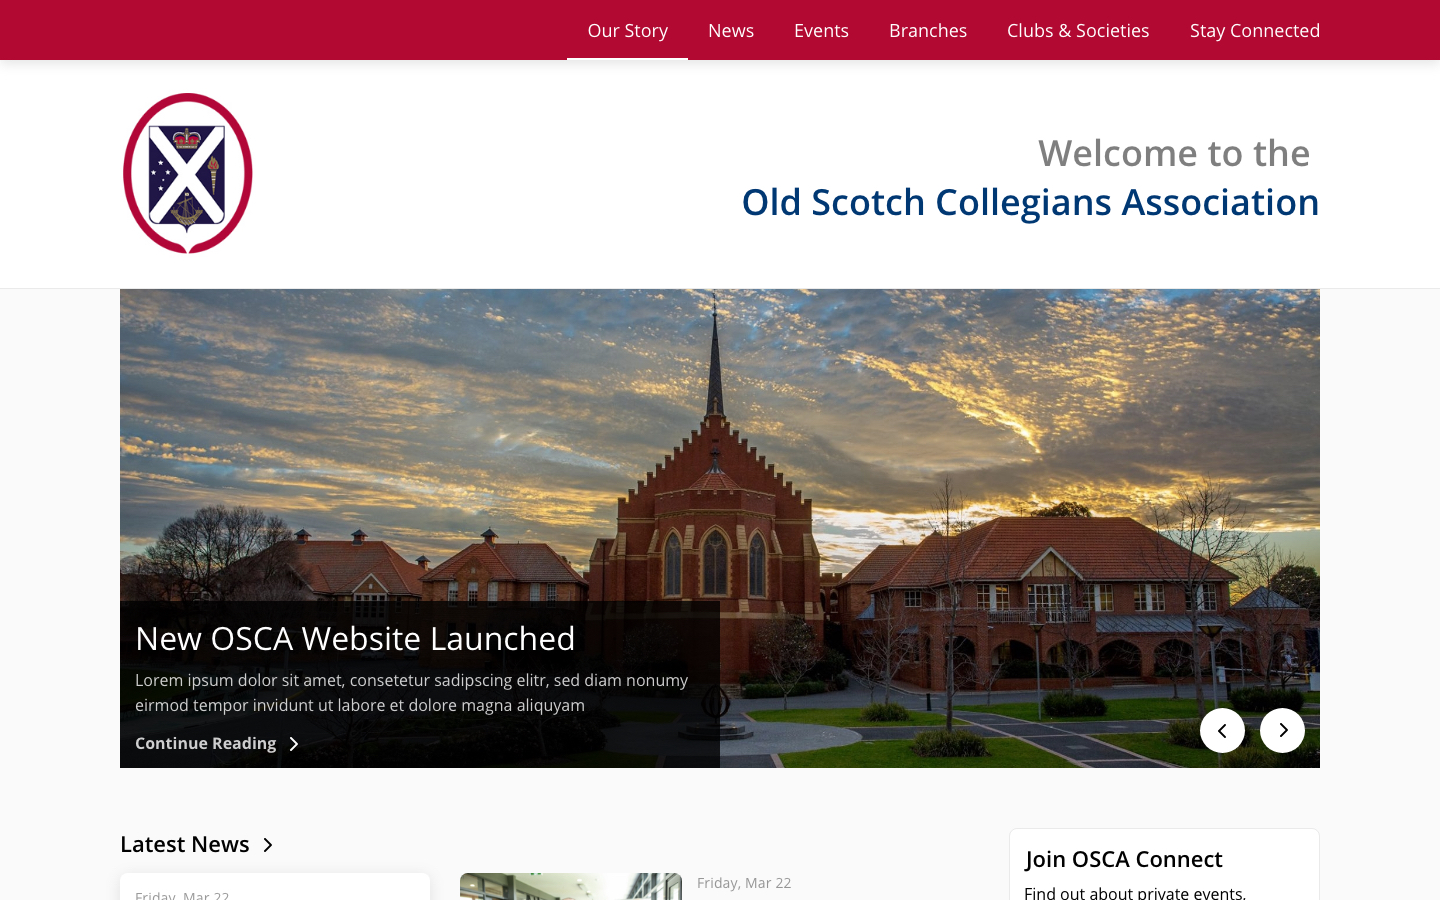 Our Story News Events Branches Clubs & Societies Stay Connected
Welcome to the
Old Scotch Collegians Association
New OSCA Website Launched
Lorem ipsum dolor sit amet, consetetur sadipscing elitr, sed diam nonumy
eirmod tempor invidunt ut labore et dolore magna aliquyam
Continue Reading
Latest News
Friday, Mar 22
Friday, Mar 22
Join OSCA Connect
Find out about private events,